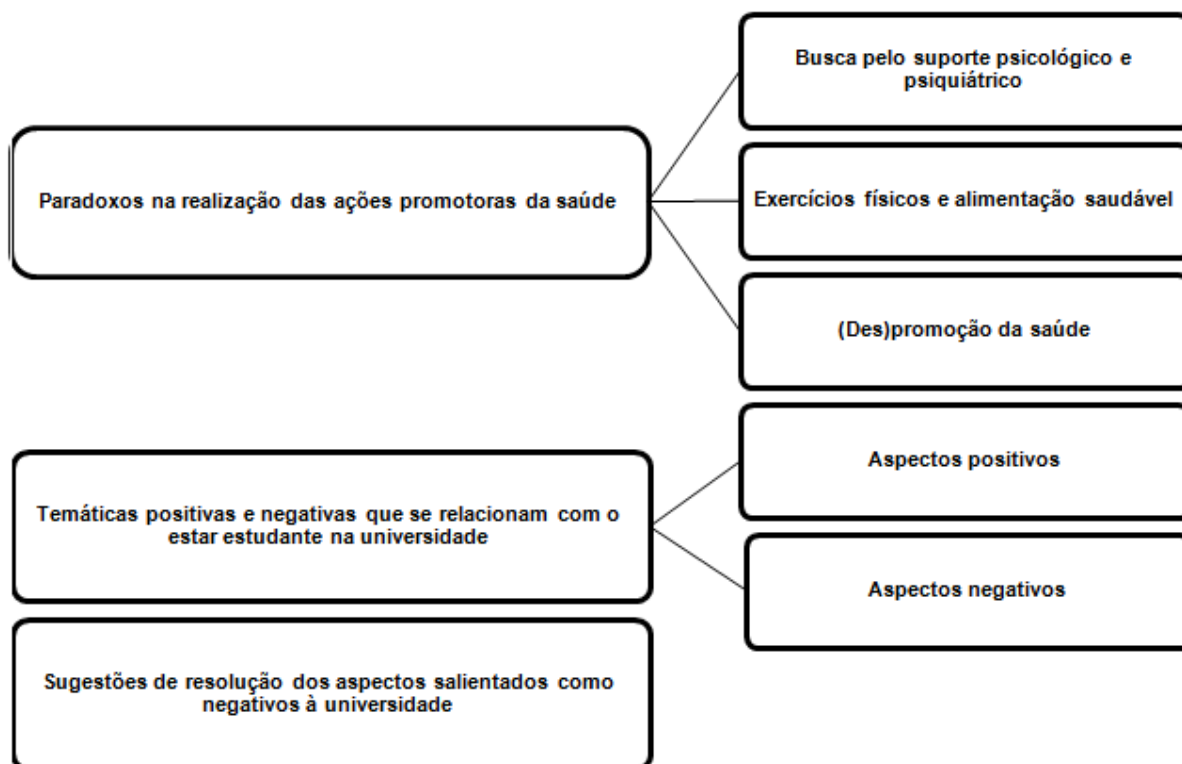 Paradoxos na realização das ações promotoras da saúde
Busca pelo suporte psicológico e
psiquiátrico
Exercícios físicos e alimentação saudável
(Des)promoção da saúde
Temáticas positivas e negativas que se relacionam com o
estar estudante na universidade
Aspectos positivos
Aspectos negativos
Sugestões de resolução dos aspectos salientados como
negativos à universidade